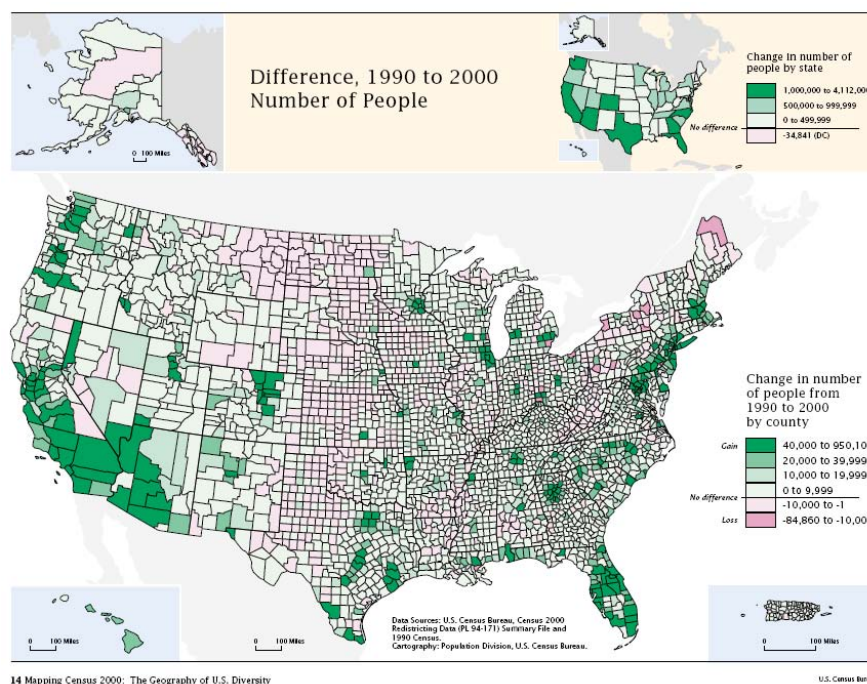 Difference, 1990 to 2000
Number of People
Change in number of
people by state
1,000,000 to 4,112,00
500,000 to 999,999
0 to 499,999
No difference
-34,841 (DC)
0 100 Miles
Change in number
of people from
1990 to 2000
by county
Gain
40,000 to 950,10
20,000 to 39,999
10,000 to 19,999
0 to 9,999
No difference
-10,000 to -1
Loss
-84,860 to -10,00
Data Sources: U.S. Census Bureau, Census 2000
Redistricting Data (PL 94-171) Summary File and
1990 Census.
Cartography: Population Division, U.S. Census Bureau.
0 100 Miles
0 100 Miles
0 100 Miles
14 Mapping Census 2000: The Geography of U.S. Diversity
U.S. Census Bur